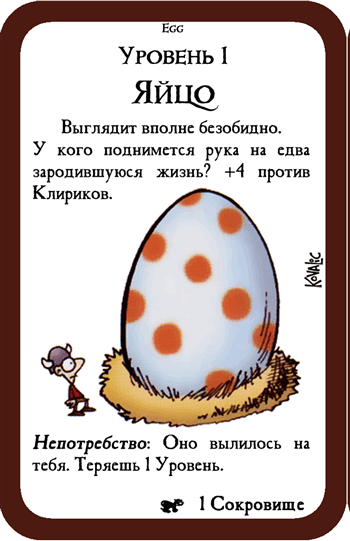 Egg
Уровень 1
Яйцо
Выглядит вполне безобидно.
У кого поднимется рука на едва
зародившуюся жизнь? +4 против
Клириков.
Kovalic
Непотребство: Оно вылилось на
тебя. Теряешь 1 Уровень.
1 Сокровище